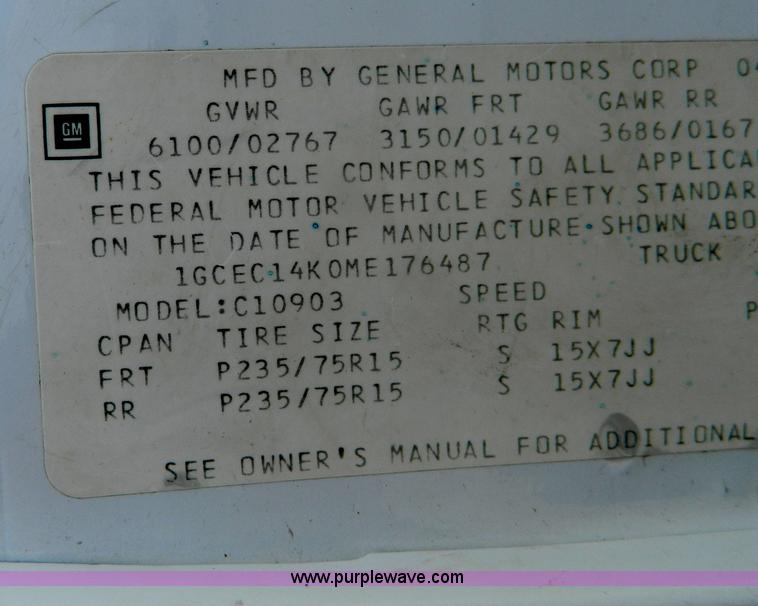 MFD BY GENERAL MOTORS CORP 04
GVWR GAWR FRT GAWR RR
GM
6100/02767 3150/01429 3686/0167
THIS VEHICLE CONFORMS TO ALL APPLICA
FEDERAL MOTOR VEHICLE SAFETY STANDAR
ON THE DATE OF MANUFACTURE SHOWN ABO
1GCEC14K0ME176487 TRUCK
MODEL:C10903 SPEED
CPAN TIRE SIZE RTG RIM P
FRT P235/75R15 S 15X7JJ
RR P235/75R15 S 15X7JJ
SEE OWNER'S MANUAL FOR ADDITIONAL
www.purplewave.com